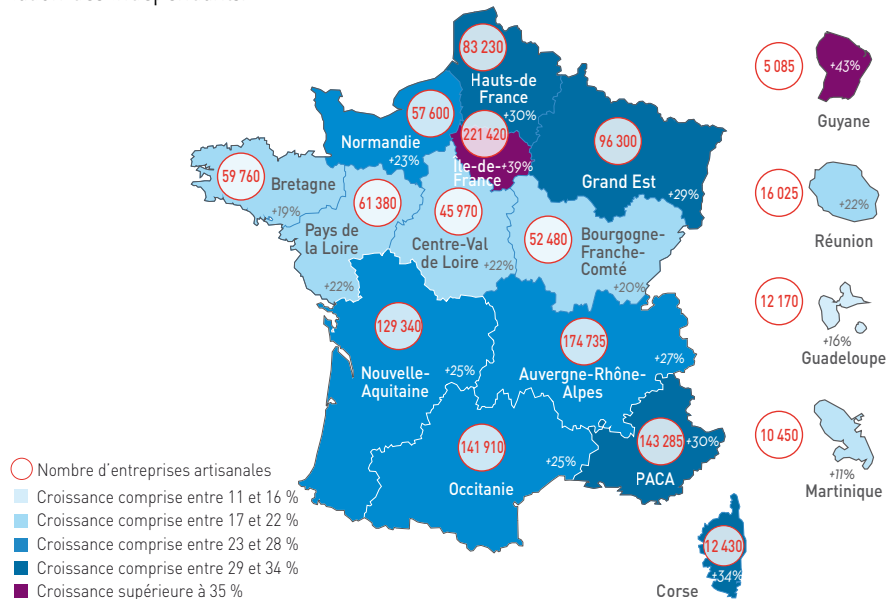 83 230
Hauts-de
France
+30%
57 600
Normandie
+23%
221 420
Île-de-
France
+39%
96 300
Grand Est
+29%
59 760
Bretagne
+19%
61 380
Pays de
la Loire
+22%
45 970
Centre-Val
de Loire
+22%
52 480
Bourgogne-
Franche-
Comté
+20%
129 340
Nouvelle-
Aquitaine
+25%
174 735
Auvergne-Rhône-
Alpes
+27%
141 910
Occitanie
+25%
143 285
+30%
PACA
12 430
+34%
Corse
5 085
+43%
Guyane
16 025
+22%
Réunion
12 170
+16%
Guadeloupe
10 450
+11%
Martinique
Nombre d'entreprises artisanales
Croissance comprise entre 11 et 16 %
Croissance comprise entre 17 et 22 %
Croissance comprise entre 23 et 28 %
Croissance comprise entre 29 et 34 %
Croissance supérieure à 35 %